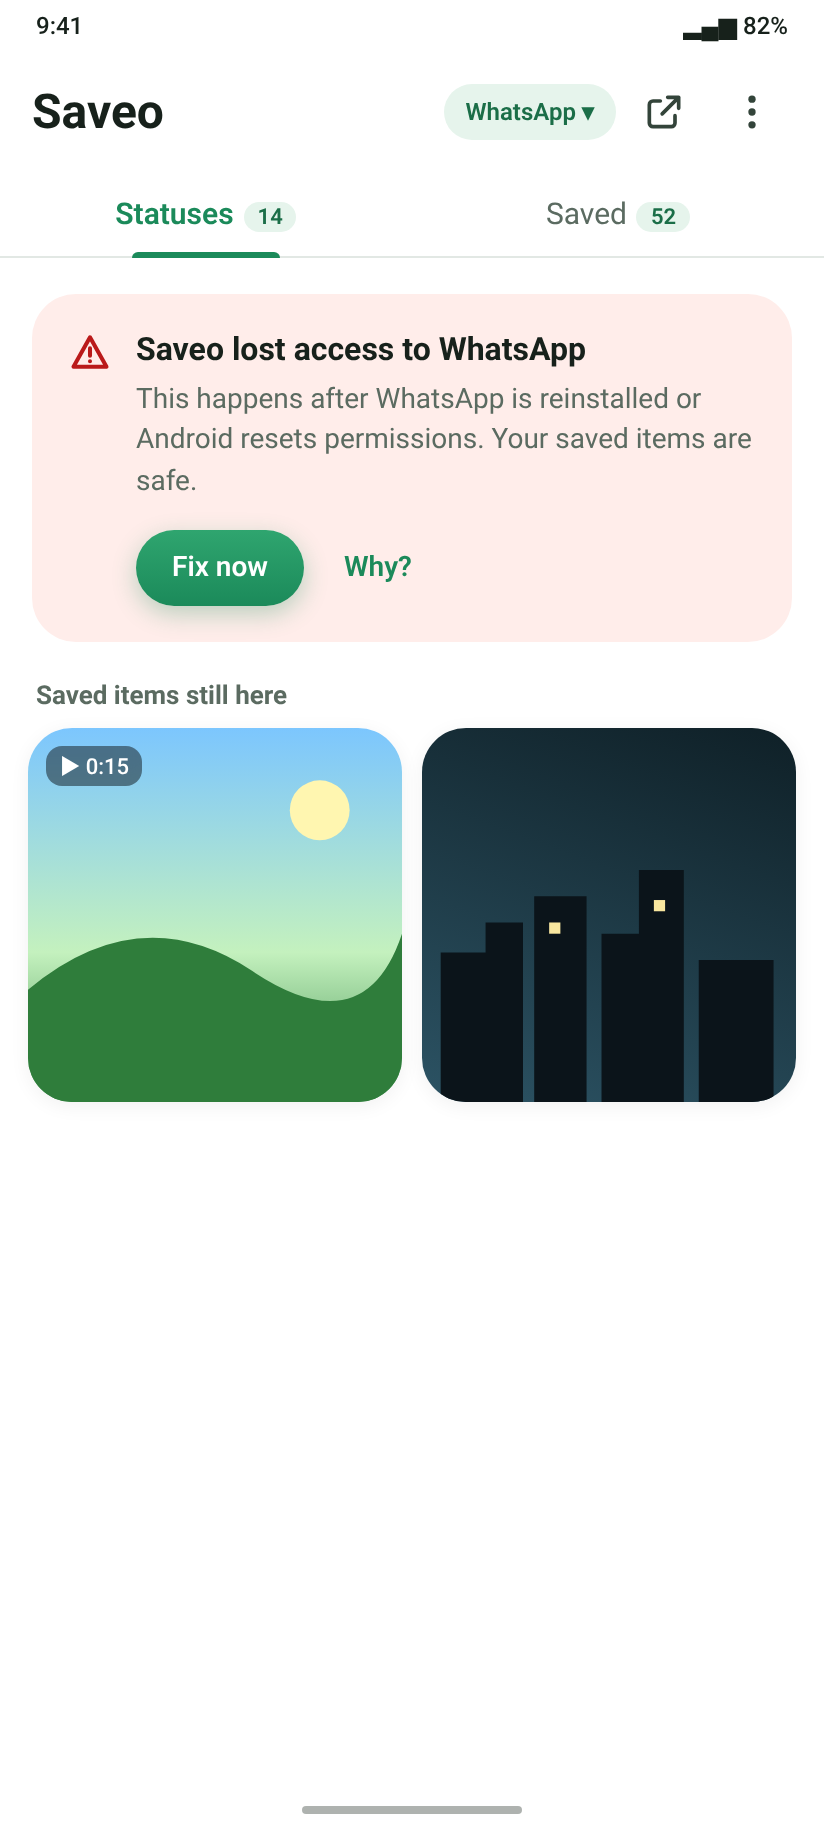 9:41
82%
Saveo
WhatsApp ▾
Statuses 14
Saved 52
Saveo lost access to WhatsApp
This happens after WhatsApp is reinstalled or
Android resets permissions. Your saved items are
safe.
Fix now
Why?
Saved items still here
0:15